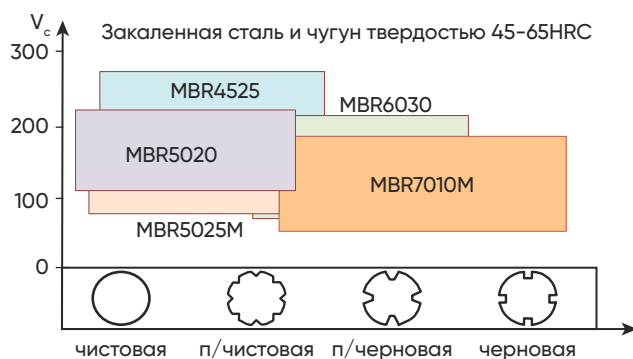 Vc
Закаленная сталь и чугун твердостью 45-65HRC
300
MBR4525
MBR6030
200
MBR5020
MBR7010M
100
MBR5025M
0
чистовая п/чистовая п/черновая черновая